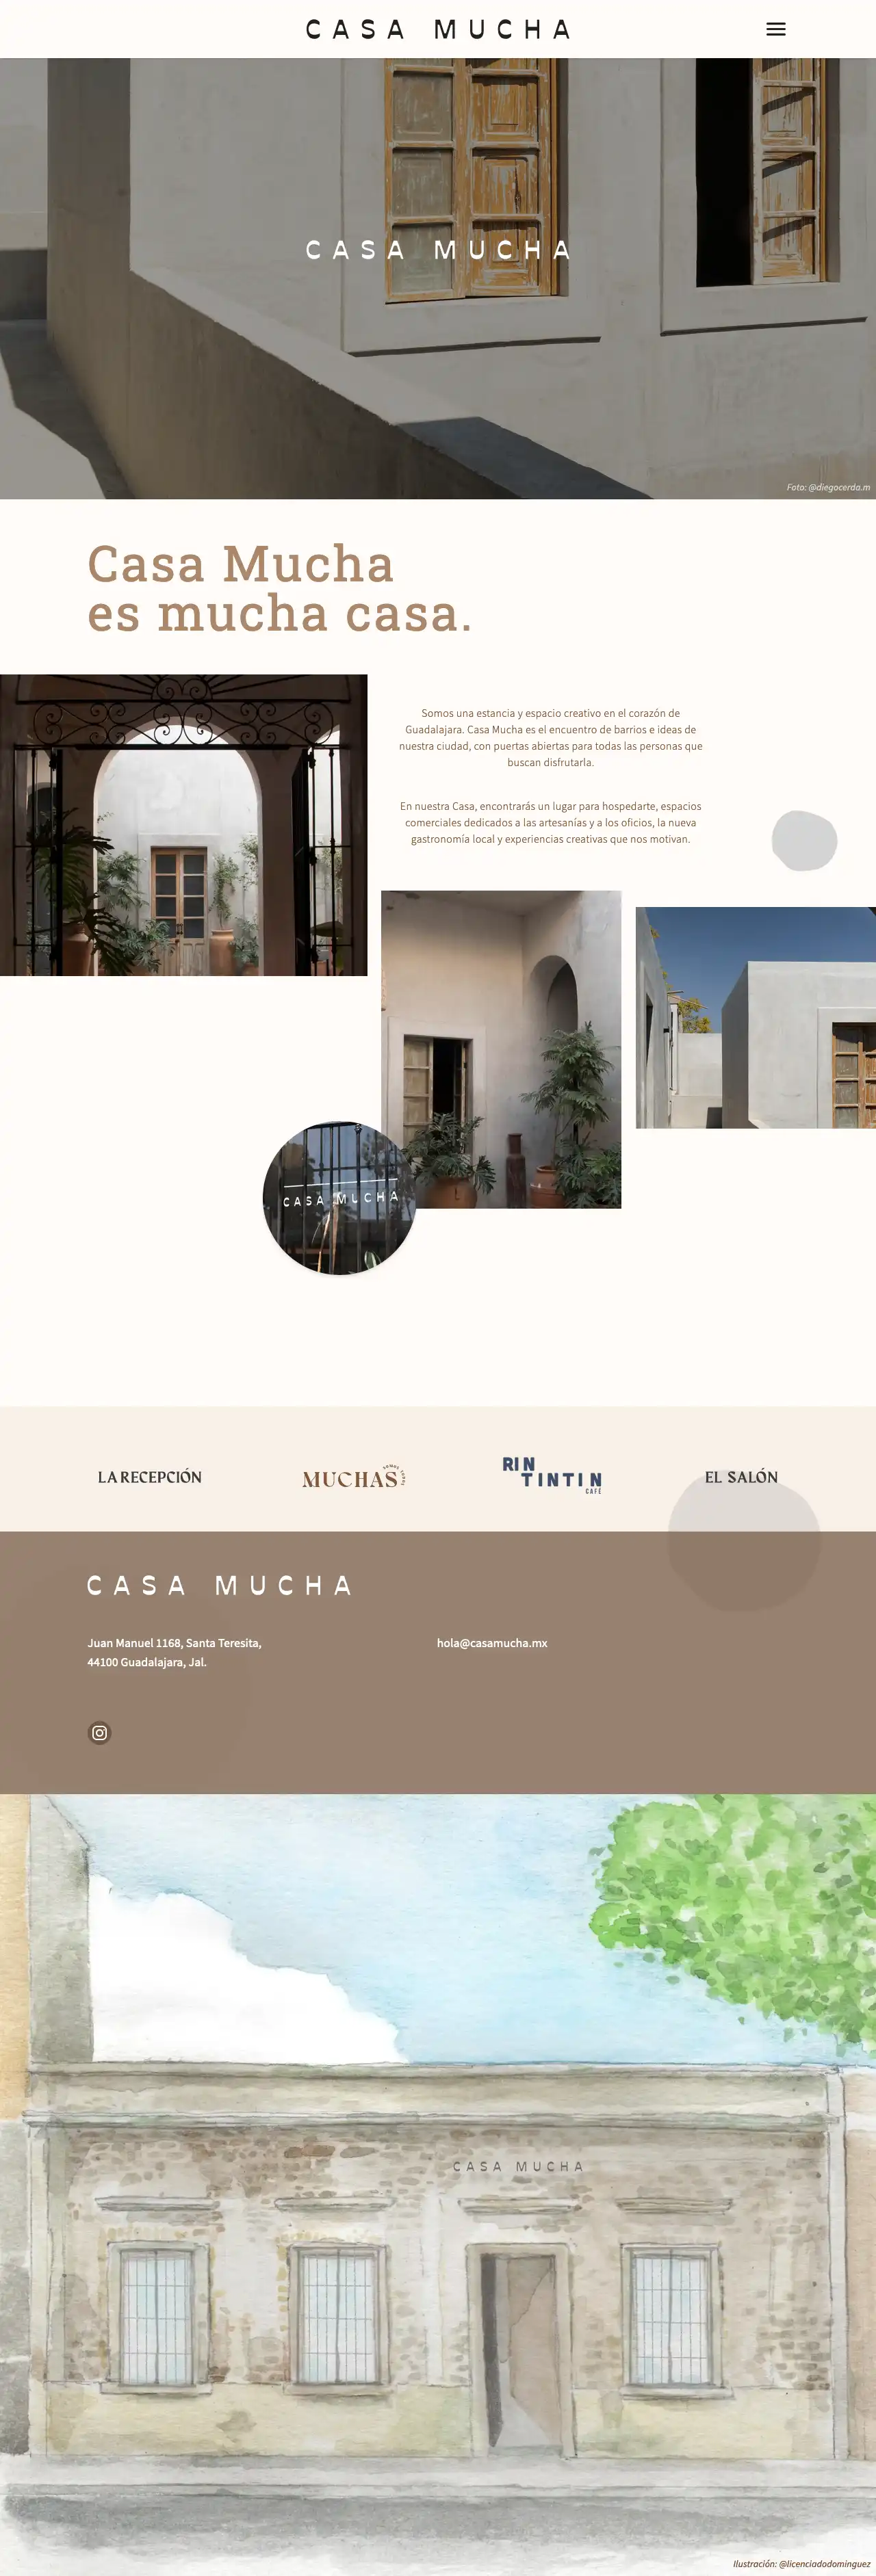 CASA MUCHA
CASA MUCHA
Foto: @diegocerda.m
Casa Mucha
es mucha casa.
Somos una estancia y espacio creativo en el corazón de
Guadalajara. Casa Mucha es el encuentro de barrios e ideas de
nuestra ciudad, con puertas abiertas para todas las personas que
buscan disfrutarla.
En nuestra Casa, encontrarás un lugar para hospedarte, espacios
comerciales dedicados a las artesanías y a los oficios, la nueva
gastronomía local y experiencias creativas que nos motivan.
CASA MUCHA
LA RECEPCIÓN
MUCHAS
RIN
TINTIN
CAFÉ
EL SALÓN
CASA MUCHA
Juan Manuel 1168, Santa Teresita,
44100 Guadalajara, Jal.
hola@casamucha.mx
CASA MUCHA
Ilustración: @licenciadodominguez